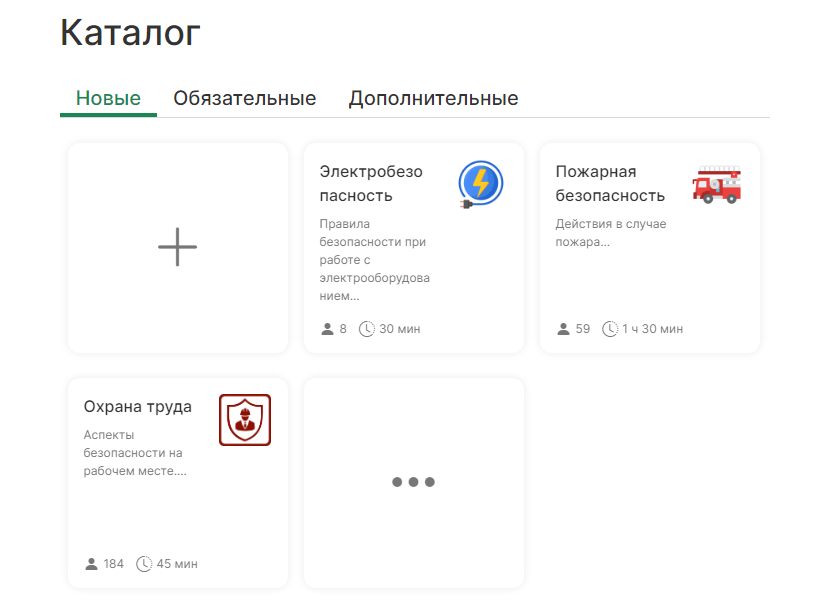 Каталог
Новые
Обязательные
Дополнительные
Электробезо
пасность
Правила
безопасности при
работе с
электрооборудова
нием...
8
30 мин
Пожарная
безопасность
Действия в случае
пожара...
59
1 ч 30 мин
Охрана труда
Аспекты
безопасности на
рабочем месте....
184
45 мин